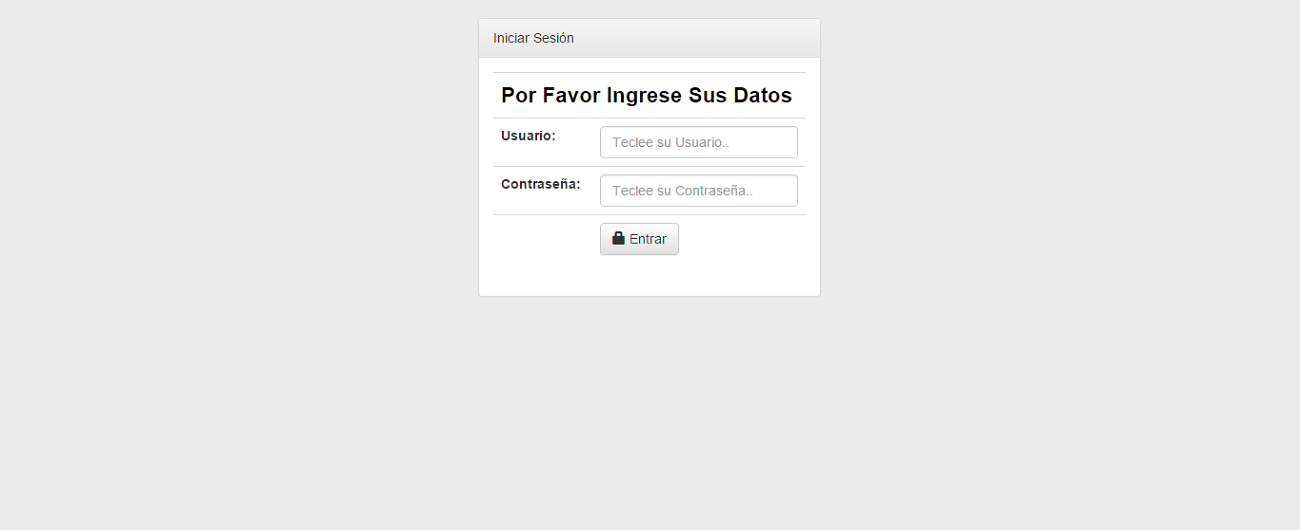 Iniciar Sesión
Por Favor Ingrese Sus Datos
Usuario: Teclee su Usuario..
Contraseña: Teclee su Contraseña..
Entrar